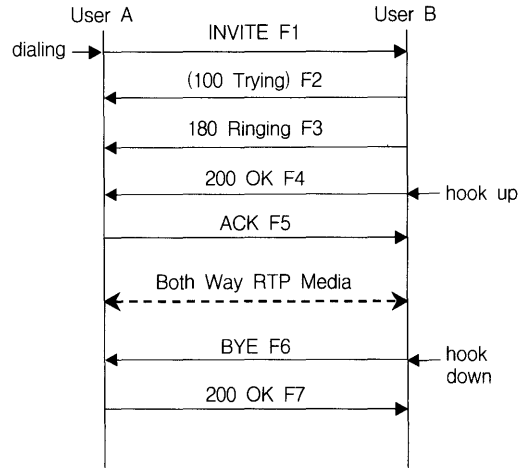 User A
User B
INVITE F1
dialing
(100 Trying) F2
180 Ringing F3
200 OK F4
hook up
ACK F5
Both Way RTP Media
BYE F6
hook
down
200 OK F7